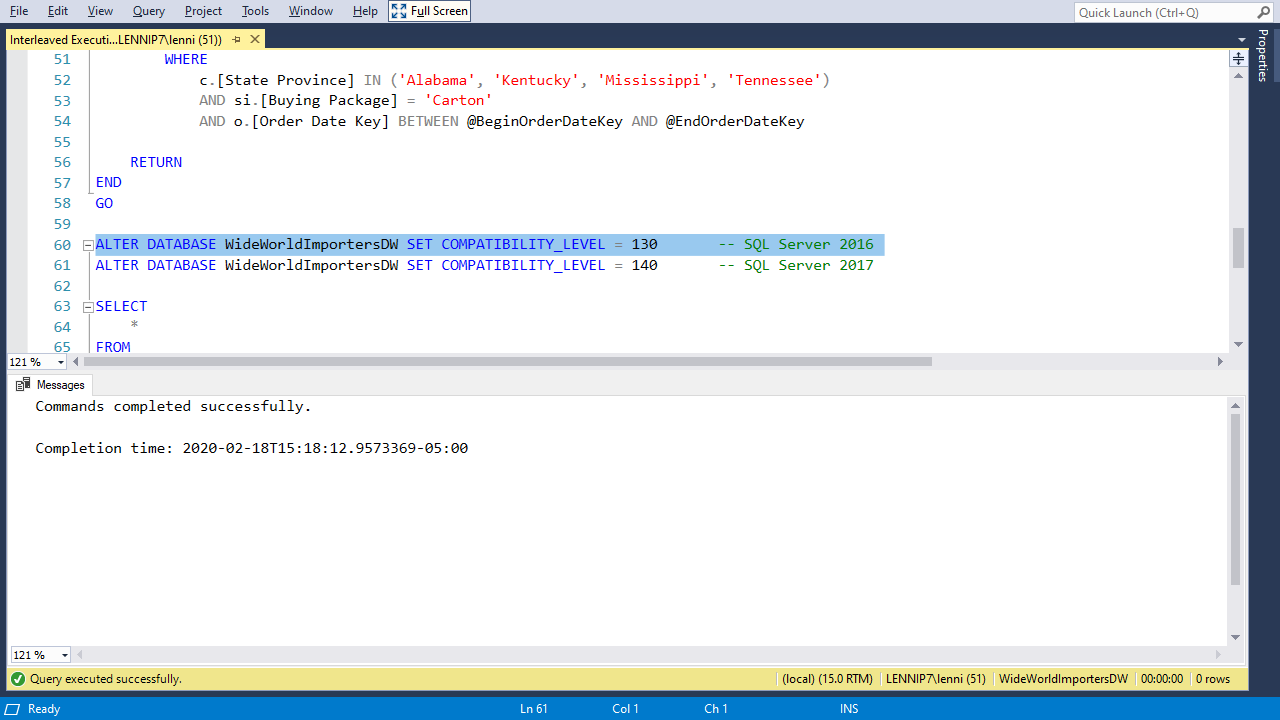 File Edit View Query Project Tools Window Help Full Screen
Quick Launch (Ctrl+Q)
Interleaved Executi...LENNIP7\lenni (51))
Properties
51 WHERE
52 c.[State Province] IN ('Alabama', 'Kentucky', 'Mississippi', 'Tennessee')
53 AND si.[Buying Package] = 'Carton'
54 AND o.[Order Date Key] BETWEEN @BeginOrderDateKey AND @EndOrderDateKey
55
56 RETURN
57 END
58 GO
59
60 ALTER DATABASE WideWorldImportersDW SET COMPATIBILITY_LEVEL = 130 -- SQL Server 2016
61 ALTER DATABASE WideWorldImportersDW SET COMPATIBILITY_LEVEL = 140 -- SQL Server 2017
62
63 SELECT
64 *
65 FROM
121 %
Messages
Commands completed successfully.
Completion time: 2020-02-18T15:18:12.9573369-05:00
121 %
Query executed successfully. (local) (15.0 RTM) LENNIP7\lenni (51) WideWorldImportersDW 00:00:00 0 rows
Ready Ln 61 Col 1 Ch 1 INS